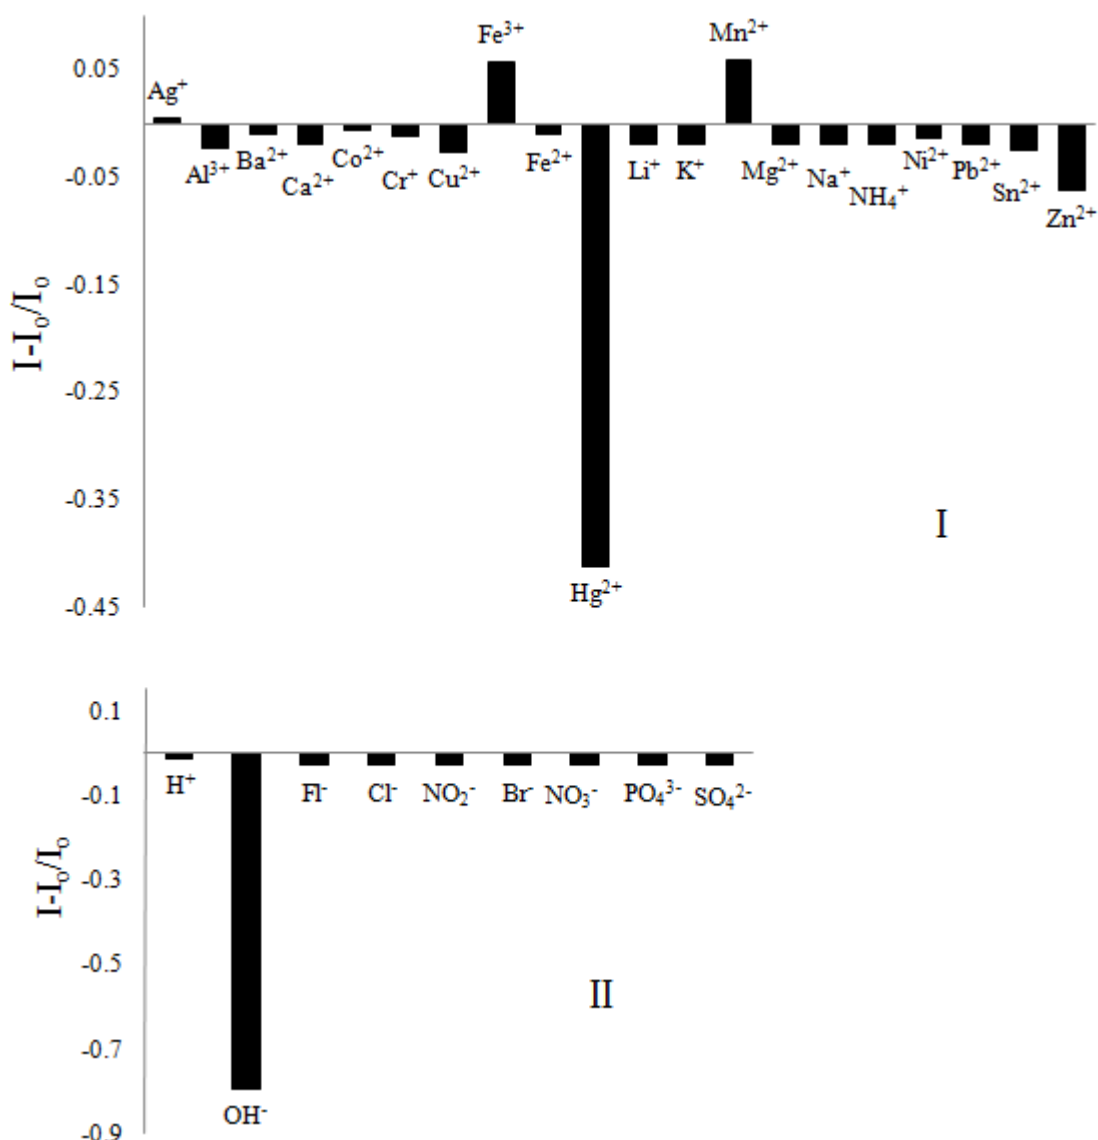 I-I₀/I₀
0.05
-0.05
-0.15
-0.25
-0.35
-0.45
Ag⁺
Al³⁺
Ba²⁺
Ca²⁺
Co²⁺
Cr⁺
Cu²⁺
Fe³⁺
Fe²⁺
Hg²⁺
Li⁺
K⁺
Mn²⁺
Mg²⁺
Na⁺
NH₄⁺
Ni²⁺
Pb²⁺
Sn²⁺
Zn²⁺
I
I-I₀/I₀
0.1
-0.1
-0.3
-0.5
-0.7
-0.9
H⁺
OH⁻
Fl⁻
Cl⁻
NO₂⁻
Br⁻
NO₃⁻
PO₄³⁻
SO₄²⁻
II